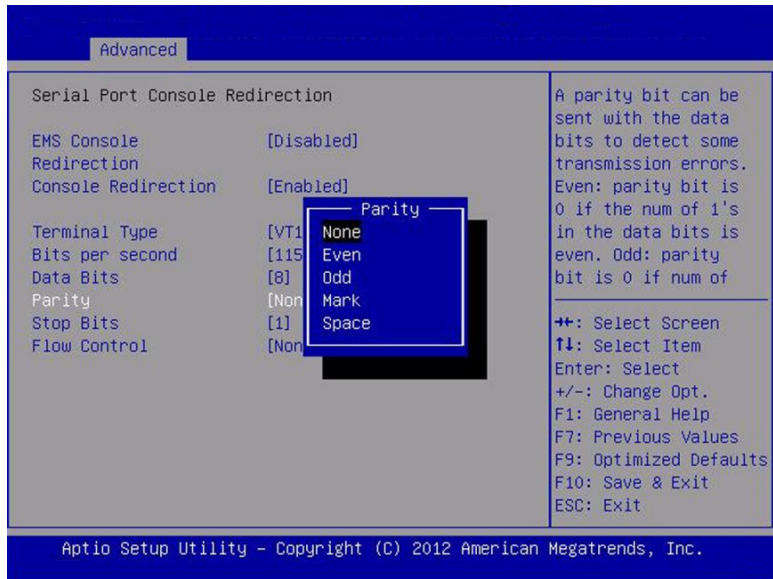 Advanced
Serial Port Console Redirection
EMS Console [Disabled]
Redirection
Console Redirection [Enabled]
Terminal Type [VT1
Bits per second [115
Data Bits [8]
Parity [Non
Stop Bits [1]
Flow Control [Non
Parity
None
Even
Odd
Mark
Space
A parity bit can be
sent with the data
bits to detect some
transmission errors.
Even: parity bit is
0 if the num of 1's
in the data bits is
even. Odd: parity
bit is 0 if num of
→←: Select Screen
↑↓: Select Item
Enter: Select
+/-: Change Opt.
F1: General Help
F7: Previous Values
F9: Optimized Defaults
F10: Save & Exit
ESC: Exit
Aptio Setup Utility - Copyright (C) 2012 American Megatrends, Inc.